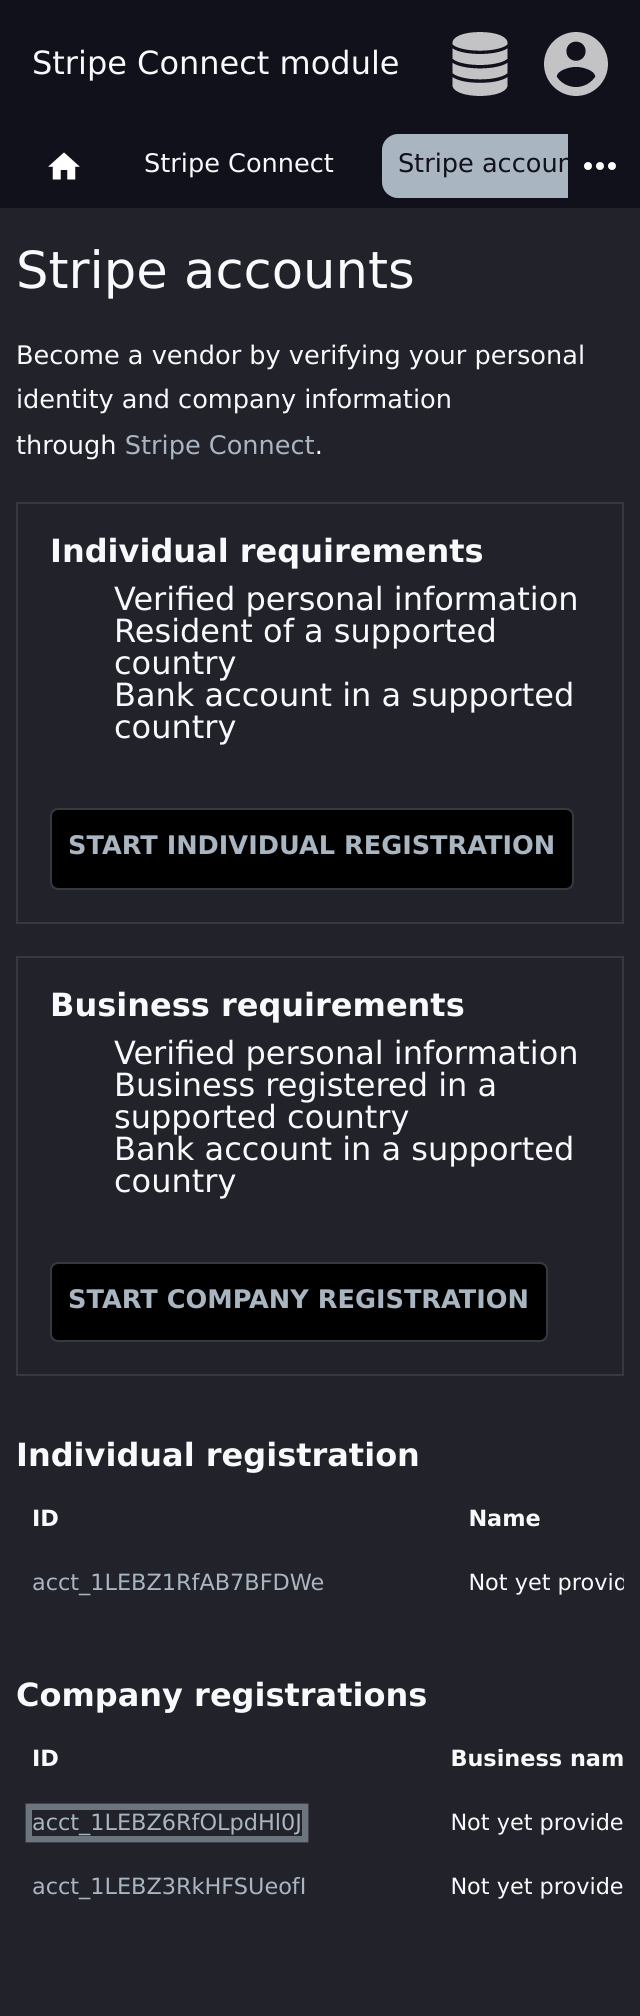 Stripe Connect module
Stripe Connect
Stripe accour
Stripe accounts
Become a vendor by verifying your personal
identity and company information
through Stripe Connect.
Individual requirements
Verified personal information
Resident of a supported
country
Bank account in a supported
country
START INDIVIDUAL REGISTRATION
Business requirements
Verified personal information
Business registered in a
supported country
Bank account in a supported
country
START COMPANY REGISTRATION
Individual registration
ID Name
acct_1LEBZ1RfAB7BFDWe Not yet provid
Company registrations
ID Business nam
acct_1LEBZ6RfOLpdHl0J Not yet provide
acct_1LEBZ3RkHFSUeofI Not yet provide